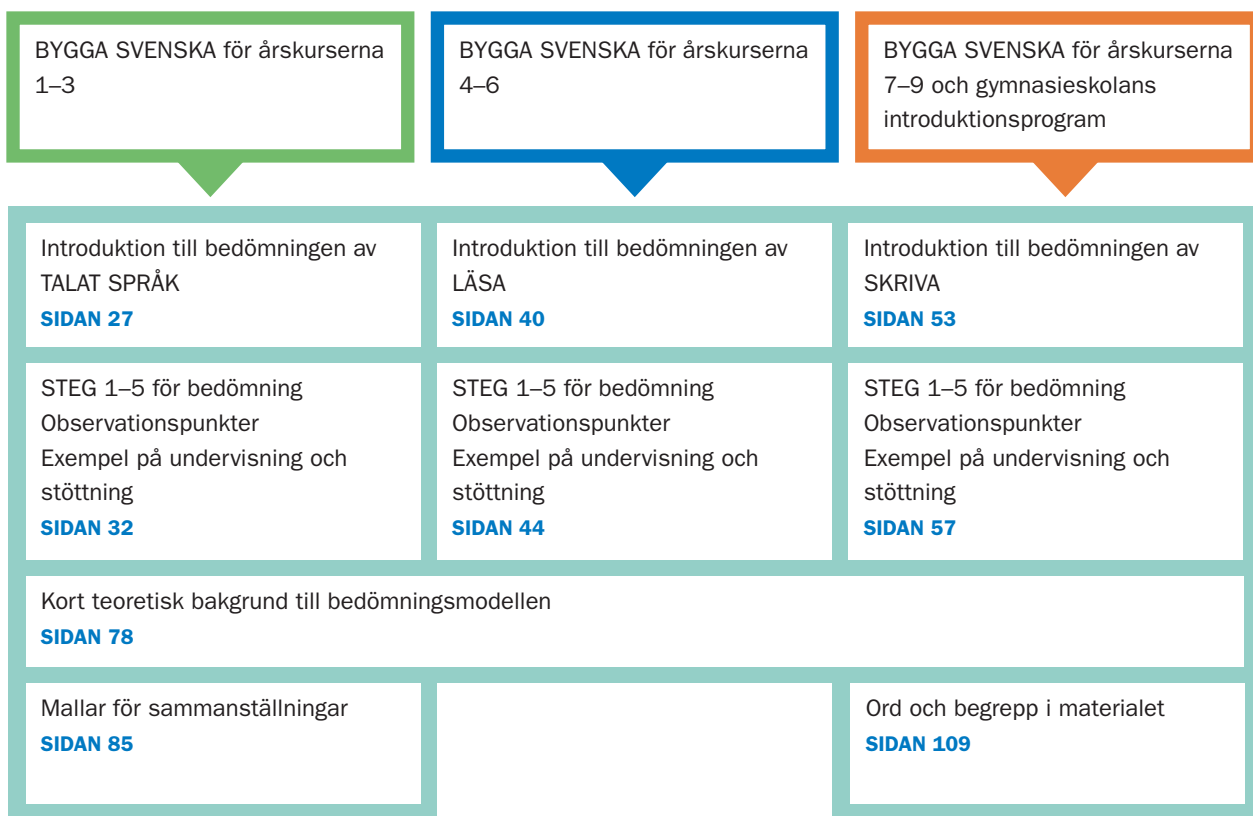 BYGGA SVENSKA för årskurserna
1–3
BYGGA SVENSKA för årskurserna
4–6
BYGGA SVENSKA för årskurserna
7–9 och gymnasieskolans
introduktionsprogram
Introduktion till bedömningen av
TALAT SPRÅK
SIDAN 27
Introduktion till bedömningen av
LÄSA
SIDAN 40
Introduktion till bedömningen av
SKRIVA
SIDAN 53
STEG 1–5 för bedömning
Observationspunkter
Exempel på undervisning och
stöttning
SIDAN 32
STEG 1–5 för bedömning
Observationspunkter
Exempel på undervisning och
stöttning
SIDAN 44
STEG 1–5 för bedömning
Observationspunkter
Exempel på undervisning och
stöttning
SIDAN 57
Kort teoretisk bakgrund till bedömningsmodellen
SIDAN 78
Mallar för sammanställningar
SIDAN 85
Ord och begrepp i materialet
SIDAN 109